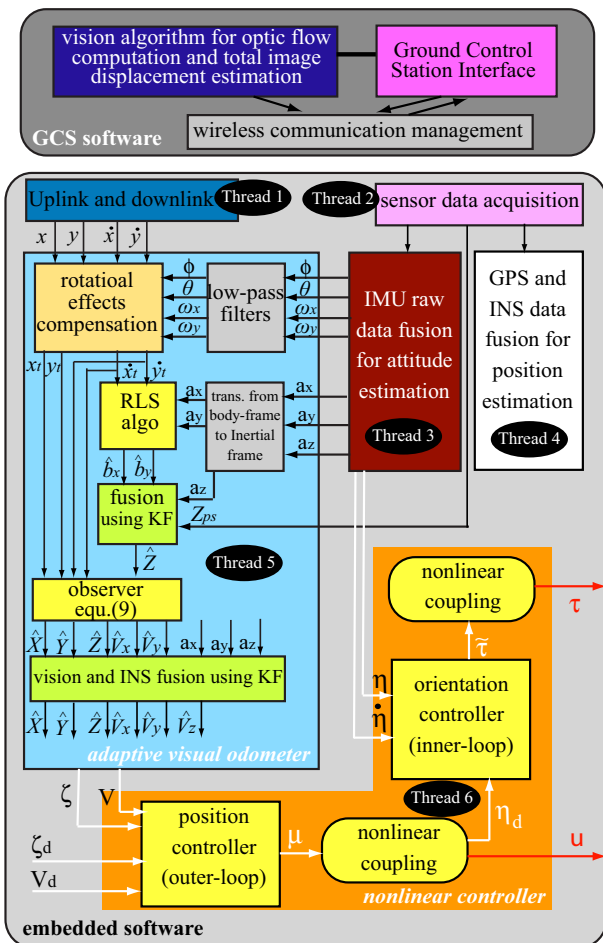 vision algorithm for optic flow
computation and total image
displacement estimation
Ground Control
Station Interface
wireless communication management
GCS software
Uplink and downlink
Thread 1
Thread 2
sensor data acquisition
x y ẋ ẏ
rotatioal
effects
compensation
ϕ
θ
ωx
ωy
low-pass
filters
ϕ
θ
ωx
ωy
IMU raw
data fusion
for attitude
estimation
Thread 3
GPS and
INS data
fusion for
position
estimation
Thread 4
xt yt ẋt ẏt
RLS
algo
ax
ay
trans. from
body-frame
to Inertial
frame
ax
ay
az
b̂x b̂y
fusion
using KF
az
Zps
Ẑ
Thread 5
observer
equ.(9)
X̂ Ŷ Ẑ V̂x V̂y ax ay az
vision and INS fusion using KF
X̂ Ŷ Ẑ V̂x V̂y V̂z
adaptive visual odometer
nonlinear
coupling
τ
τ̃
η
η̇
orientation
controller
(inner-loop)
Thread 6
ηd
ζ V
ζd
Vd
position
controller
(outer-loop)
μ
nonlinear
coupling
u
nonlinear controller
embedded software